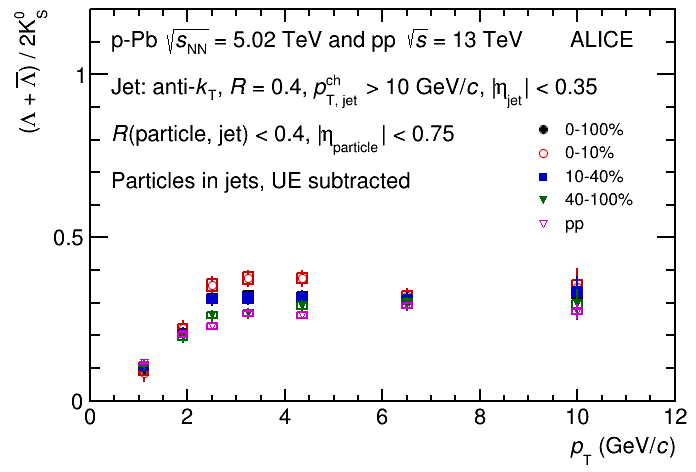 p-Pb √s_NN = 5.02 TeV and pp √s = 13 TeV ALICE
Jet: anti-k_T, R = 0.4, p^ch_T, jet > 10 GeV/c, |η_jet| < 0.35
R(particle, jet) < 0.4, |η_particle| < 0.75
Particles in jets, UE subtracted
0-100%
0-10%
10-40%
40-100%
pp
(Λ + Λ̅) / 2K^0_S
1
0.5
0
0 2 4 6 8 10 12
p_T (GeV/c)